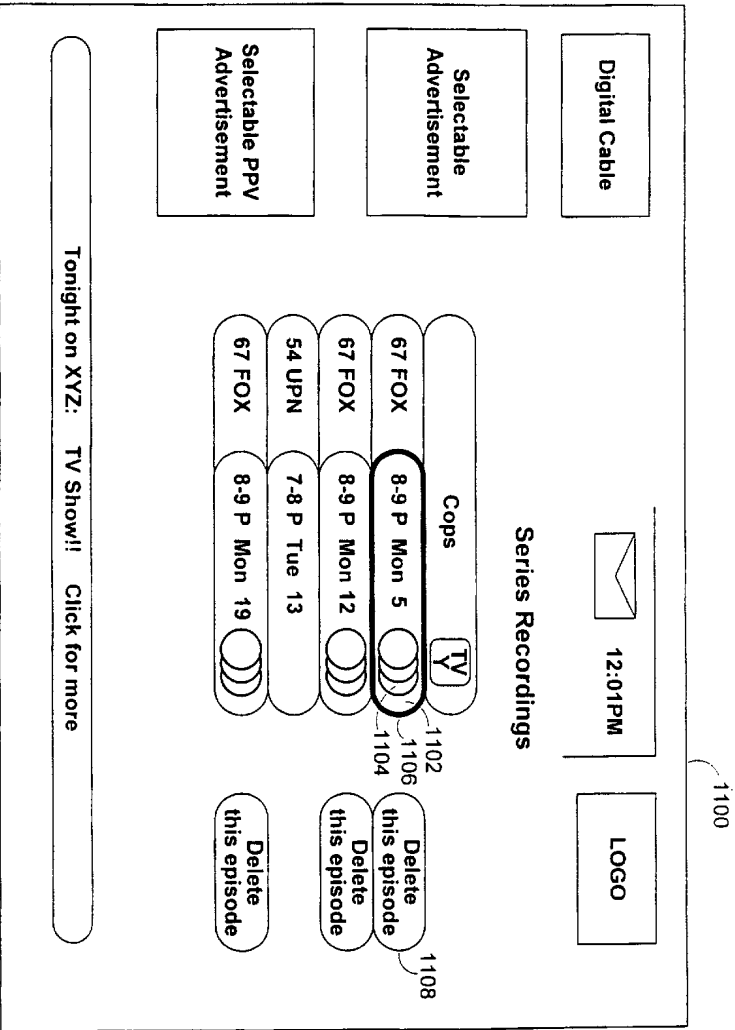 1100
Digital Cable
12:01PM
LOGO
Selectable
Advertisement
Selectable PPV
Advertisement
Series Recordings
Cops
TV
Y
67 FOX 8-9 P Mon 5
67 FOX 8-9 P Mon 12
54 UPN 7-8 P Tue 13
67 FOX 8-9 P Mon 19
1102
1106
1104
Delete
this episode
Delete
this episode
Delete
this episode
1108
Tonight on XYZ: TV Show!! Click for more